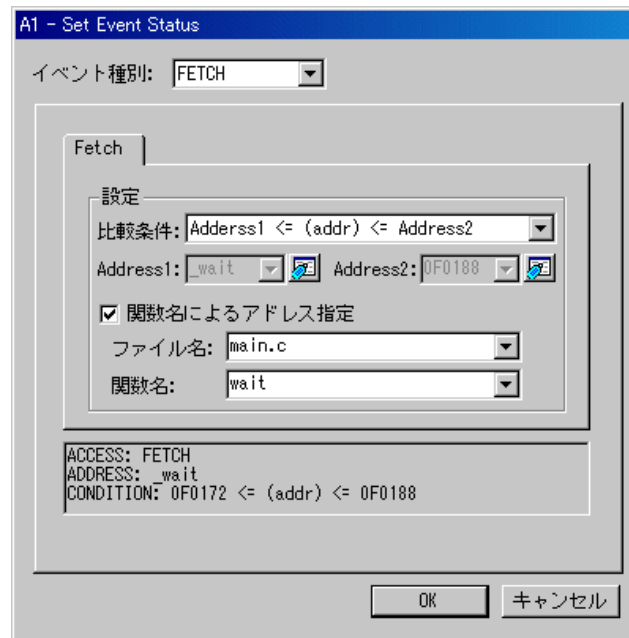 A1 - Set Event Status
イベント種別: FETCH
Fetch
設定
比較条件: Adderss1 <= (addr) <= Address2
Address1: _wait Address2: 0F0188
関数名によるアドレス指定
ファイル名: main.c
関数名: wait
ACCESS: FETCH
ADDRESS: _wait
CONDITION: 0F0172 <= (addr) <= 0F0188
OK キャンセル